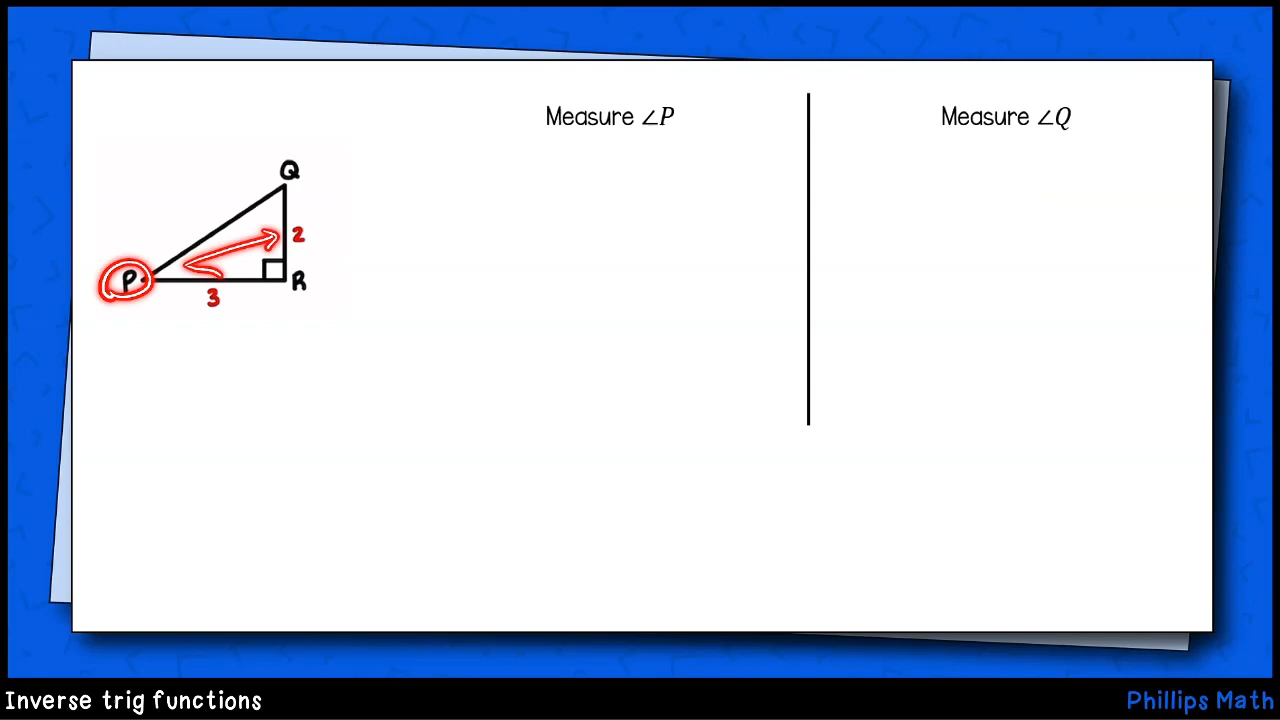 Measure ∠P
Measure ∠Q
Q
2
P
R
3
Inverse trig functions
Phillips Math